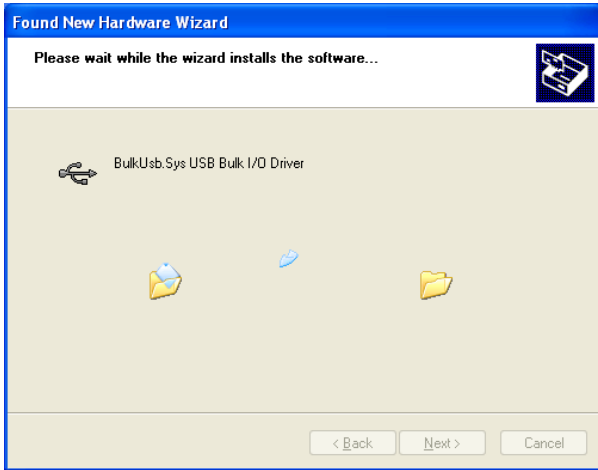 Found New Hardware Wizard
Please wait while the wizard installs the software...
BulkUsb.Sys USB Bulk I/O Driver
< Back
Next >
Cancel